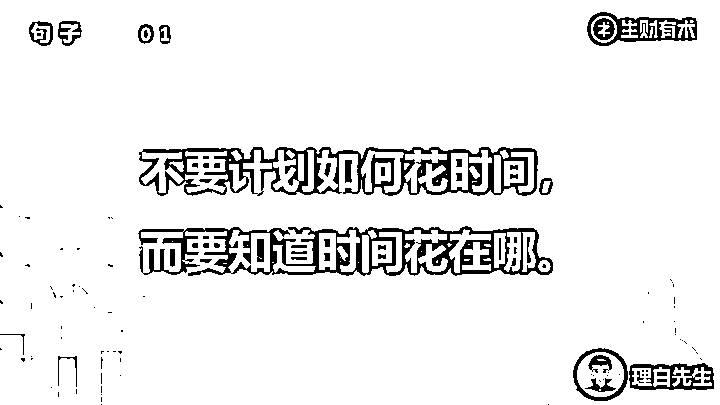 句子 01
生财有术
不要计划如何花时间,
而要知道时间花在哪。
理白先生